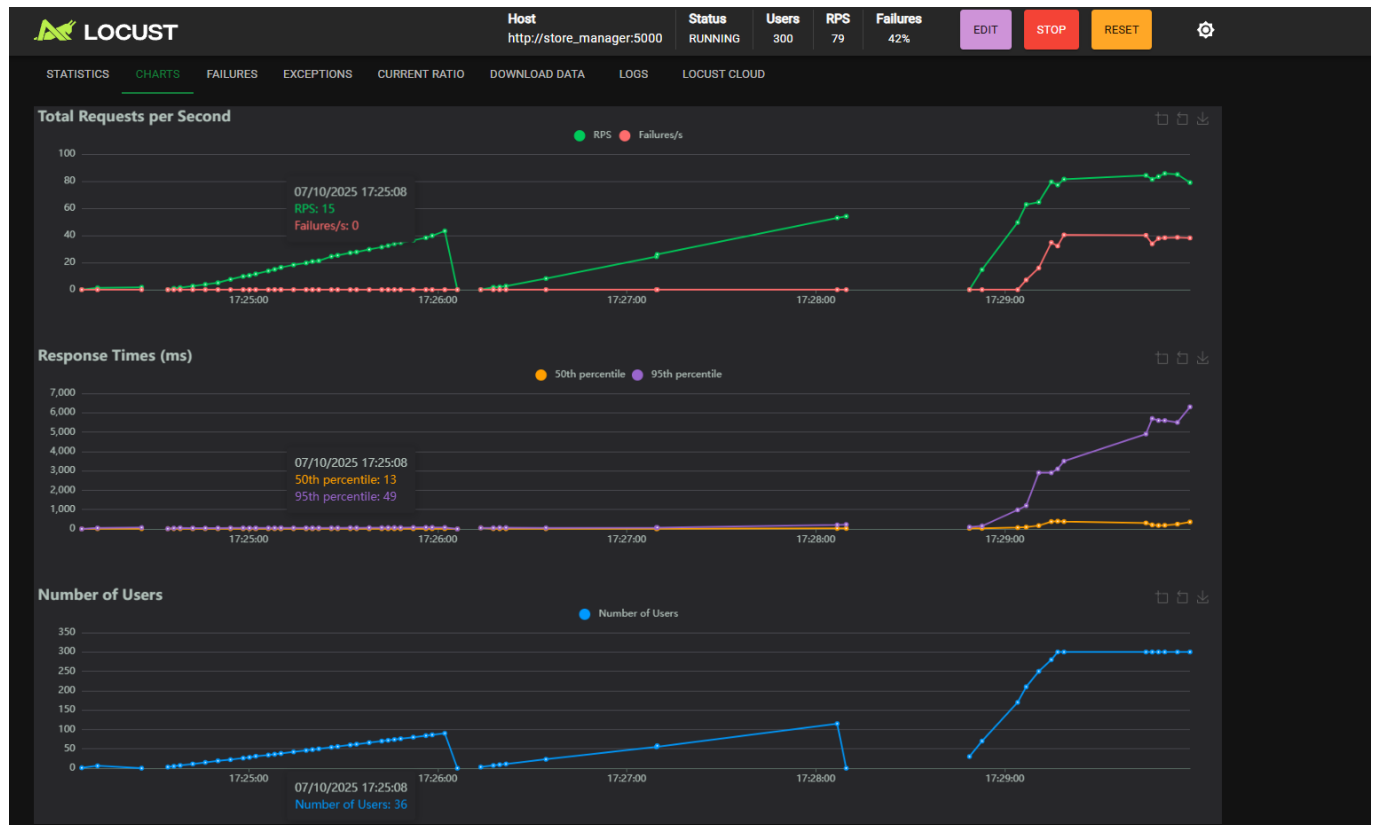 LOCUST
Host
http://store_manager:5000
Status
RUNNING
Users
300
RPS
79
Failures
42%
EDIT
STOP
RESET
STATISTICS CHARTS FAILURES EXCEPTIONS CURRENT RATIO DOWNLOAD DATA LOGS LOCUST CLOUD
Total Requests per Second
RPS Failures/s
100
80
60
40
20
0
07/10/2025 17:25:08
RPS: 15
Failures/s: 0
17:25:00 17:26:00 17:27:00 17:28:00 17:29:00
Response Times (ms)
50th percentile 95th percentile
7,000
6,000
5,000
4,000
3,000
2,000
1,000
0
07/10/2025 17:25:08
50th percentile: 13
95th percentile: 49
17:25:00 17:26:00 17:27:00 17:28:00 17:29:00
Number of Users
Number of Users
350
300
250
200
150
100
50
0
17:25:00 17:26:00 17:27:00 17:28:00 17:29:00
07/10/2025 17:25:08
Number of Users: 36